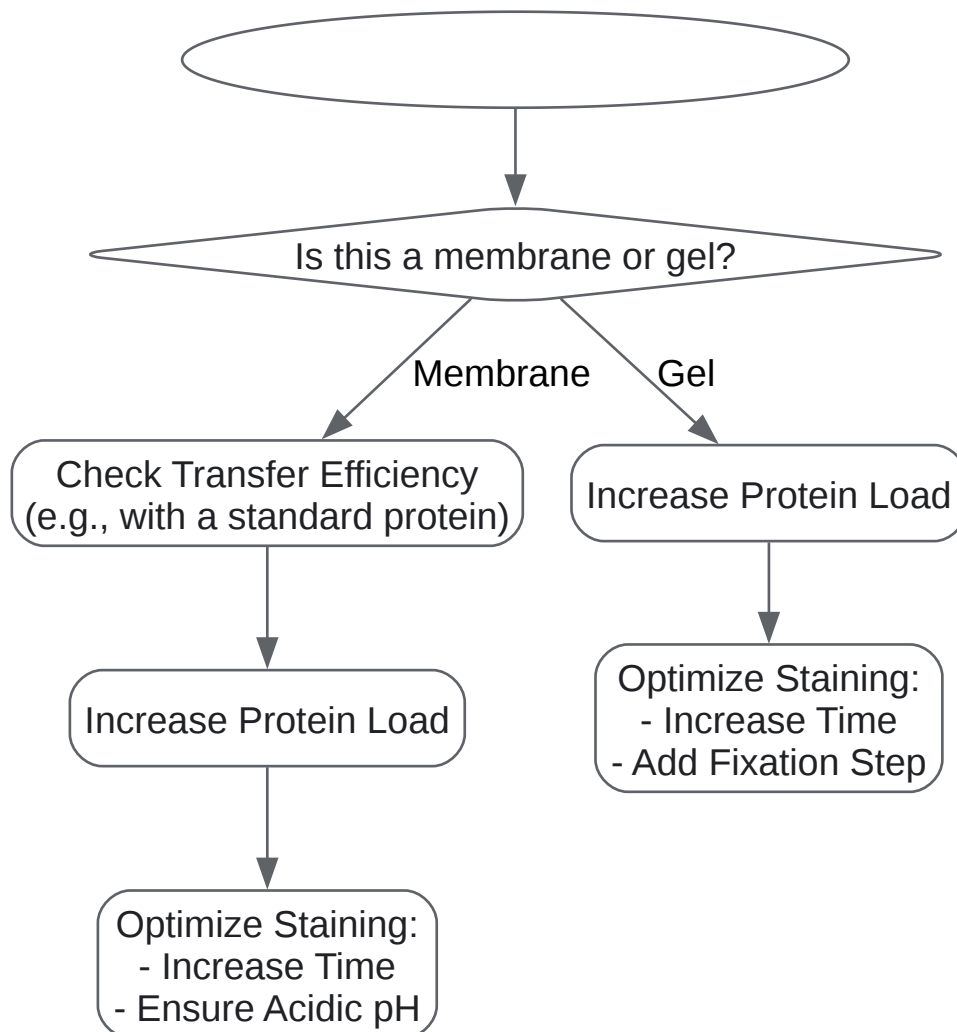 Is this a membrane or gel?
Membrane
Gel
Check Transfer Efficiency
(e.g., with a standard protein)
Increase Protein Load
Increase Protein Load
Optimize Staining:
- Increase Time
- Add Fixation Step
Optimize Staining:
- Increase Time
- Ensure Acidic pH